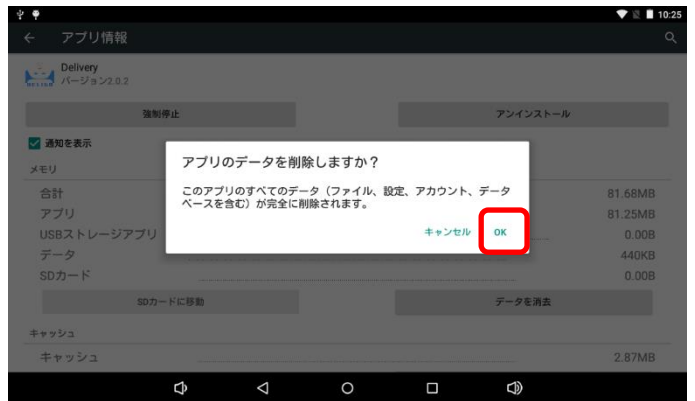 10:25
アプリ情報
Delivery
バージョン2.0.2
強制停止
アンインストール
通知を表示
メモリ
合計
81.68MB
アプリ
81.25MB
USBストレージアプリ
0.00B
データ
440KB
SDカード
0.00B
アプリのデータを削除しますか？
このアプリのすべてのデータ（ファイル、設定、アカウント、データ
ベースを含む）が完全に削除されます。
キャンセル
OK
SDカードに移動
データを消去
キャッシュ
キャッシュ
2.87MB